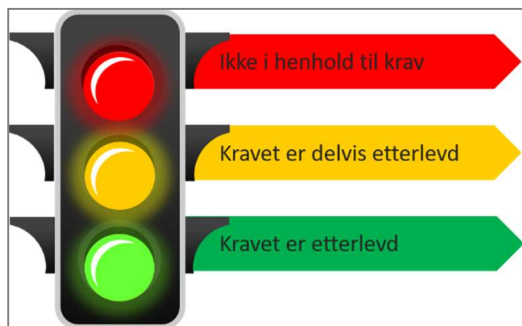 Ikke i henhold til krav
Kravet er delvis etterlevd
Kravet er etterlevd